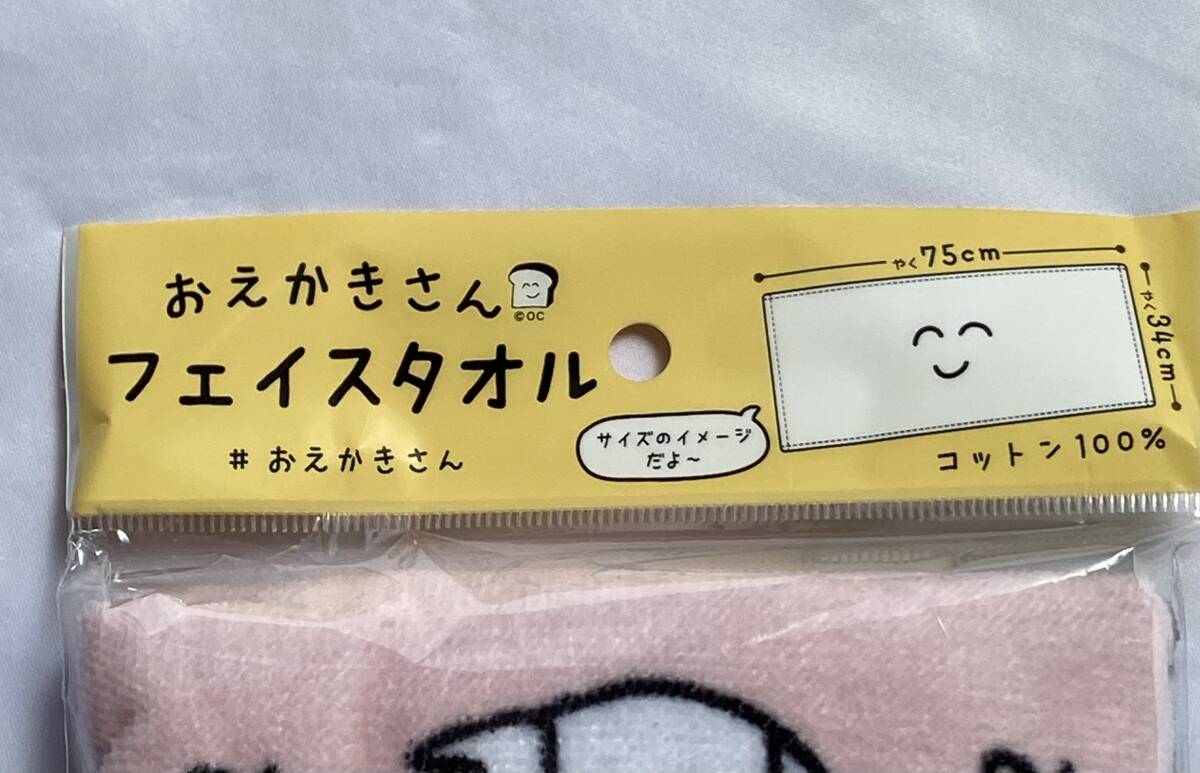 おえかきさん
©OC
フェイスタオル
#おえかきさん
サイズのイメージ
だよ～
やく75cm
やく34cm
コットン100%